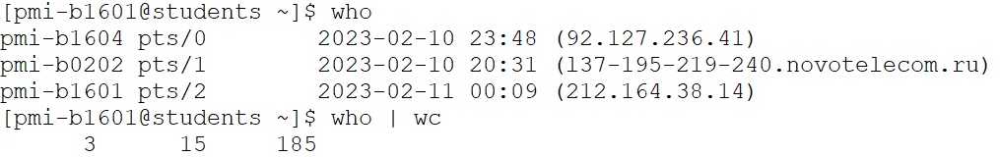 [pmi-b1601@students ~]$ who
pmi-b1604 pts/0        2023-02-10 23:48 (92.127.236.41)
pmi-b0202 pts/1        2023-02-10 20:31 (137-195-219-240.novotelecom.ru)
pmi-b1601 pts/2        2023-02-11 00:09 (212.164.38.14)
[pmi-b1601@students ~]$ who | wc
      3      15     185